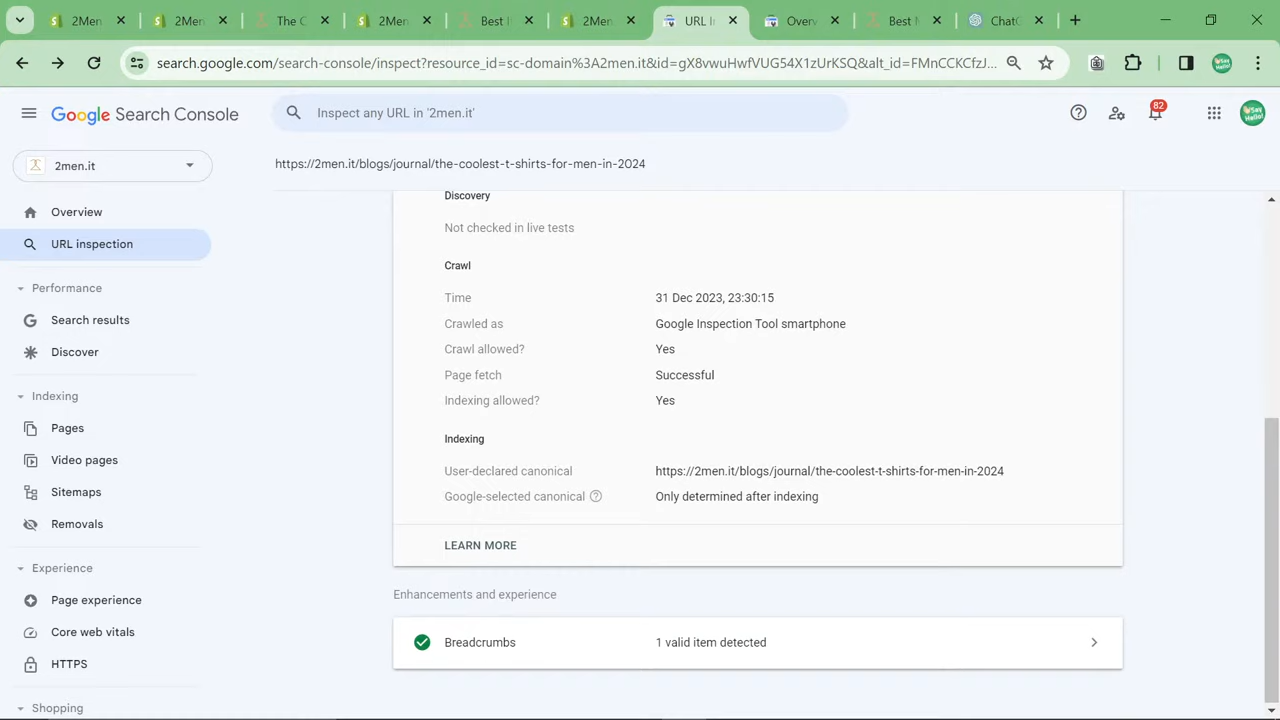 2Men
2Men
The C
2Men
Best I
2Men
URL In
Overv
Best M
ChatG
search.google.com/search-console/inspect?resource_id=sc-domain%3A2men.it&id=gX8vwuHwfVUG54X1zUrKSQ&alt_id=FMnCCKCfzJ...
Google Search Console
Inspect any URL in '2men.it'
82
Say Hello!
2men.it
https://2men.it/blogs/journal/the-coolest-t-shirts-for-men-in-2024
Overview
URL inspection
Performance
Search results
Discover
Indexing
Pages
Video pages
Sitemaps
Removals
Experience
Page experience
Core web vitals
HTTPS
Shopping
Discovery
Not checked in live tests
Crawl
Time 31 Dec 2023, 23:30:15
Crawled as Google Inspection Tool smartphone
Crawl allowed? Yes
Page fetch Successful
Indexing allowed? Yes
Indexing
User-declared canonical https://2men.it/blogs/journal/the-coolest-t-shirts-for-men-in-2024
Google-selected canonical Only determined after indexing
LEARN MORE
Enhancements and experience
Breadcrumbs 1 valid item detected